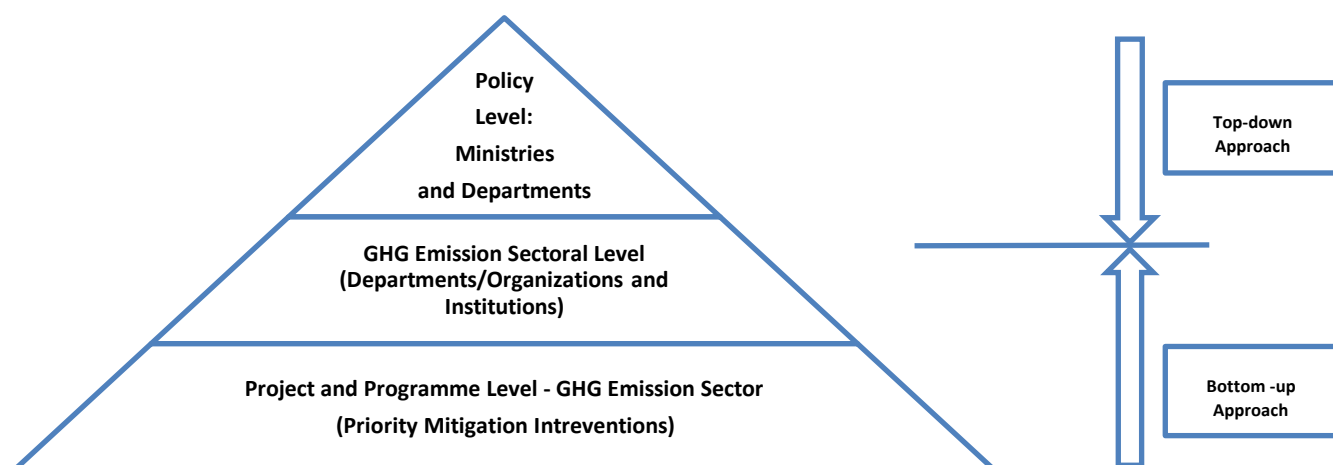 Policy
Level:
Ministries
and Departments
GHG Emission Sectoral Level
(Departments/Organizations and
Institutions)
Project and Programme Level - GHG Emission Sector
(Priority Mitigation Intreventions)
Top-down
Approach
Bottom -up
Approach